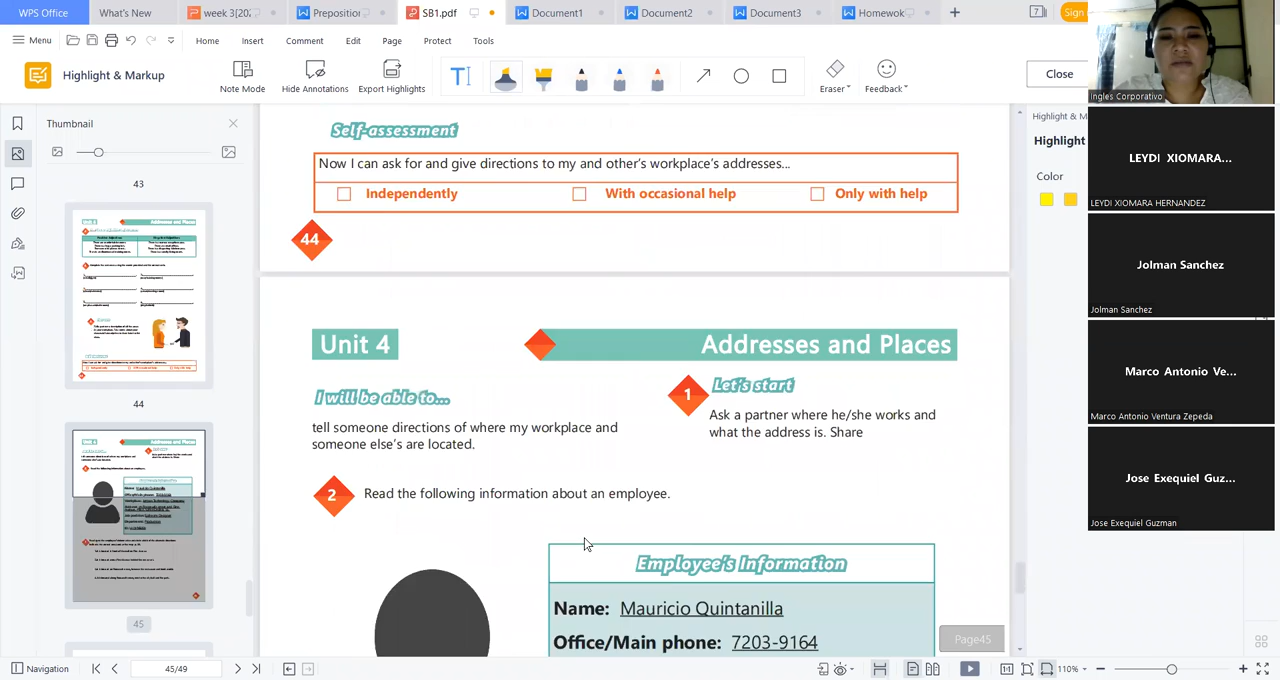 WPS Office
What's New
week 3[202
Preposition
SB1.pdf
Document1
Document2
Document3
Homewok
7
Sign
Menu
Home
Insert
Comment
Edit
Page
Protect
Tools
Highlight & Markup
Note Mode
Hide Annotations
Export Highlights
Eraser
Feedback
Close
Ingles Corporativo
Thumbnail
43
44
45
Self-assessment
Now I can ask for and give directions to my and other's workplace's addresses...
Independently
With occasional help
Only with help
44
Unit 4
Addresses and Places
I will be able to...
tell someone directions of where my workplace and
someone else's are located.
1
Let's start
Ask a partner where he/she works and
what the address is. Share
2
Read the following information about an employee.
Employee's Information
Name: Mauricio Quintanilla
Office/Main phone: 7203-9164
Page45
Highlight & M
Highlight
Color
LEYDI XIOMARA...
LEYDI XIOMARA HERNANDEZ
Jolman Sanchez
Jolman Sanchez
Marco Antonio Ve...
Marco Antonio Ventura Zepeda
Jose Exequiel Guz...
Jose Exequiel Guzman
Navigation
45/49
110%